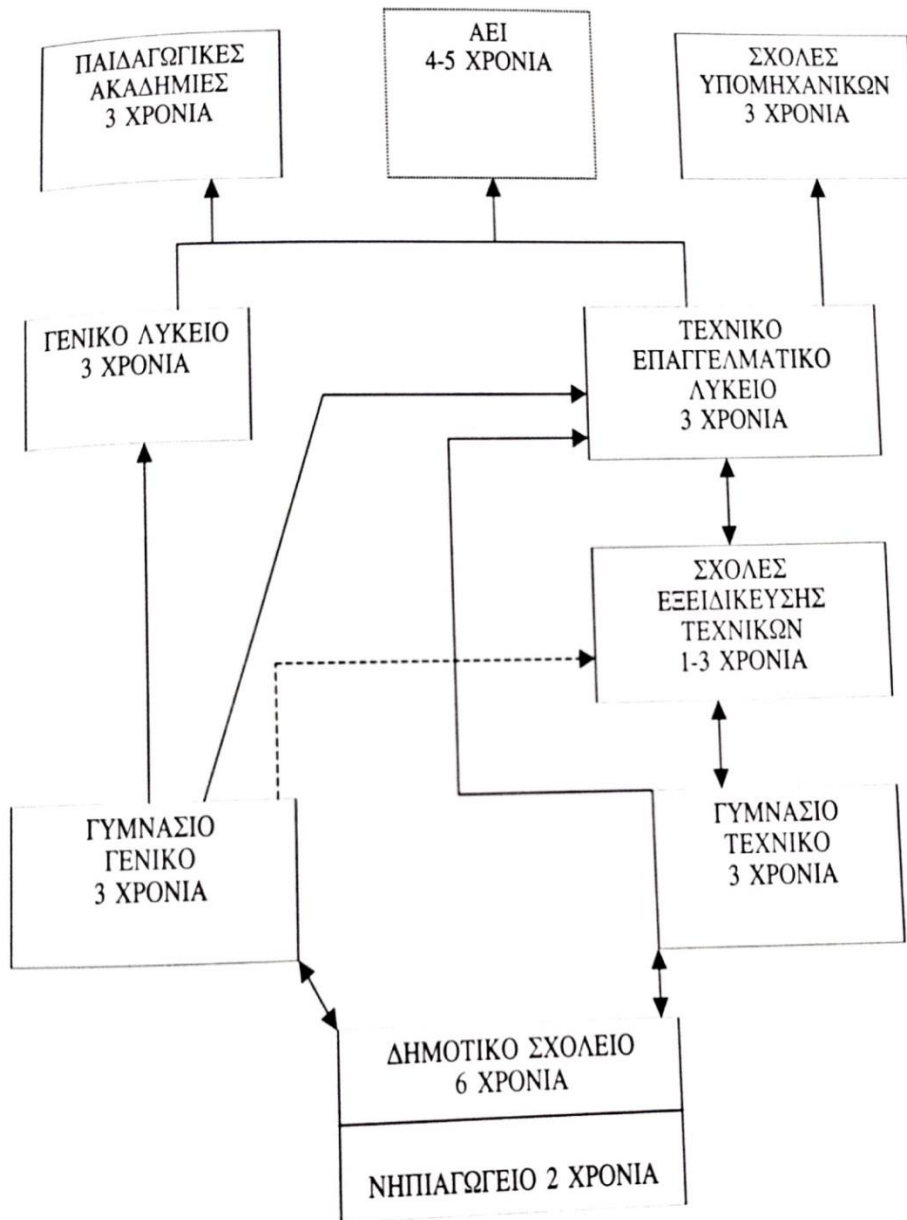 ΠΑΙΔΑΓΩΓΙΚΕΣ
ΑΚΑΔΗΜΙΕΣ
3 ΧΡΟΝΙΑ
ΑΕΙ
4-5 ΧΡΟΝΙΑ
ΣΧΟΛΕΣ
ΥΠΟΜΗΧΑΝΙΚΩΝ
3 ΧΡΟΝΙΑ
ΓΕΝΙΚΟ ΛΥΚΕΙΟ
3 ΧΡΟΝΙΑ
ΤΕΧΝΙΚΟ
ΕΠΑΓΓΕΛΜΑΤΙΚΟ
ΛΥΚΕΙΟ
3 ΧΡΟΝΙΑ
ΣΧΟΛΕΣ
ΕΞΕΙΔΙΚΕΥΣΗΣ
ΤΕΧΝΙΚΩΝ
1-3 ΧΡΟΝΙΑ
ΓΥΜΝΑΣΙΟ
ΓΕΝΙΚΟ
3 ΧΡΟΝΙΑ
ΓΥΜΝΑΣΙΟ
ΤΕΧΝΙΚΟ
3 ΧΡΟΝΙΑ
ΔΗΜΟΤΙΚΟ ΣΧΟΛΕΙΟ
6 ΧΡΟΝΙΑ
ΝΗΠΙΑΓΩΓΕΙΟ 2 ΧΡΟΝΙΑ